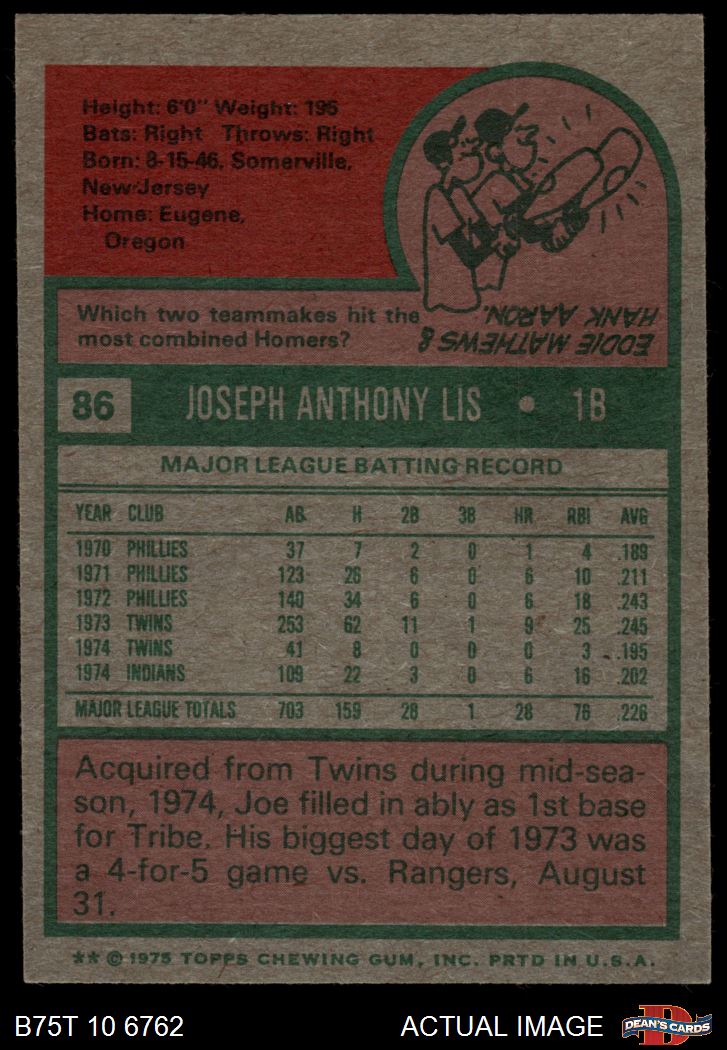 Height: 6'0" Weight: 195
Bats: Right Throws: Right
Born: 8-15-46, Somerville,
New Jersey
Home: Eugene,
Oregon
Which two teammakes hit the
most combined Homers?
EDDIE MATHEWS &
HANK AARON.
86 JOSEPH ANTHONY LIS • 1B
MAJOR LEAGUE BATTING RECORD
YEAR CLUB AB H 2B 3B HR RBI AVG
1970 PHILLIES 37 7 2 0 1 4 .189
1971 PHILLIES 123 26 6 0 6 10 .211
1972 PHILLIES 140 34 6 0 6 18 .243
1973 TWINS 253 62 11 1 9 25 .245
1974 TWINS 41 8 0 0 0 3 .195
1974 INDIANS 109 22 3 0 6 16 .202
MAJOR LEAGUE TOTALS 703 159 28 1 28 76 .226
Acquired from Twins during mid-sea-
son, 1974, Joe filled in ably as 1st base
for Tribe. His biggest day of 1973 was
a 4-for-5 game vs. Rangers, August
31.
** © 1975 TOPPS CHEWING GUM, INC. PRTD IN U.S.A.
B75T 10 6762 ACTUAL IMAGE
D
DEAN'S CARDS